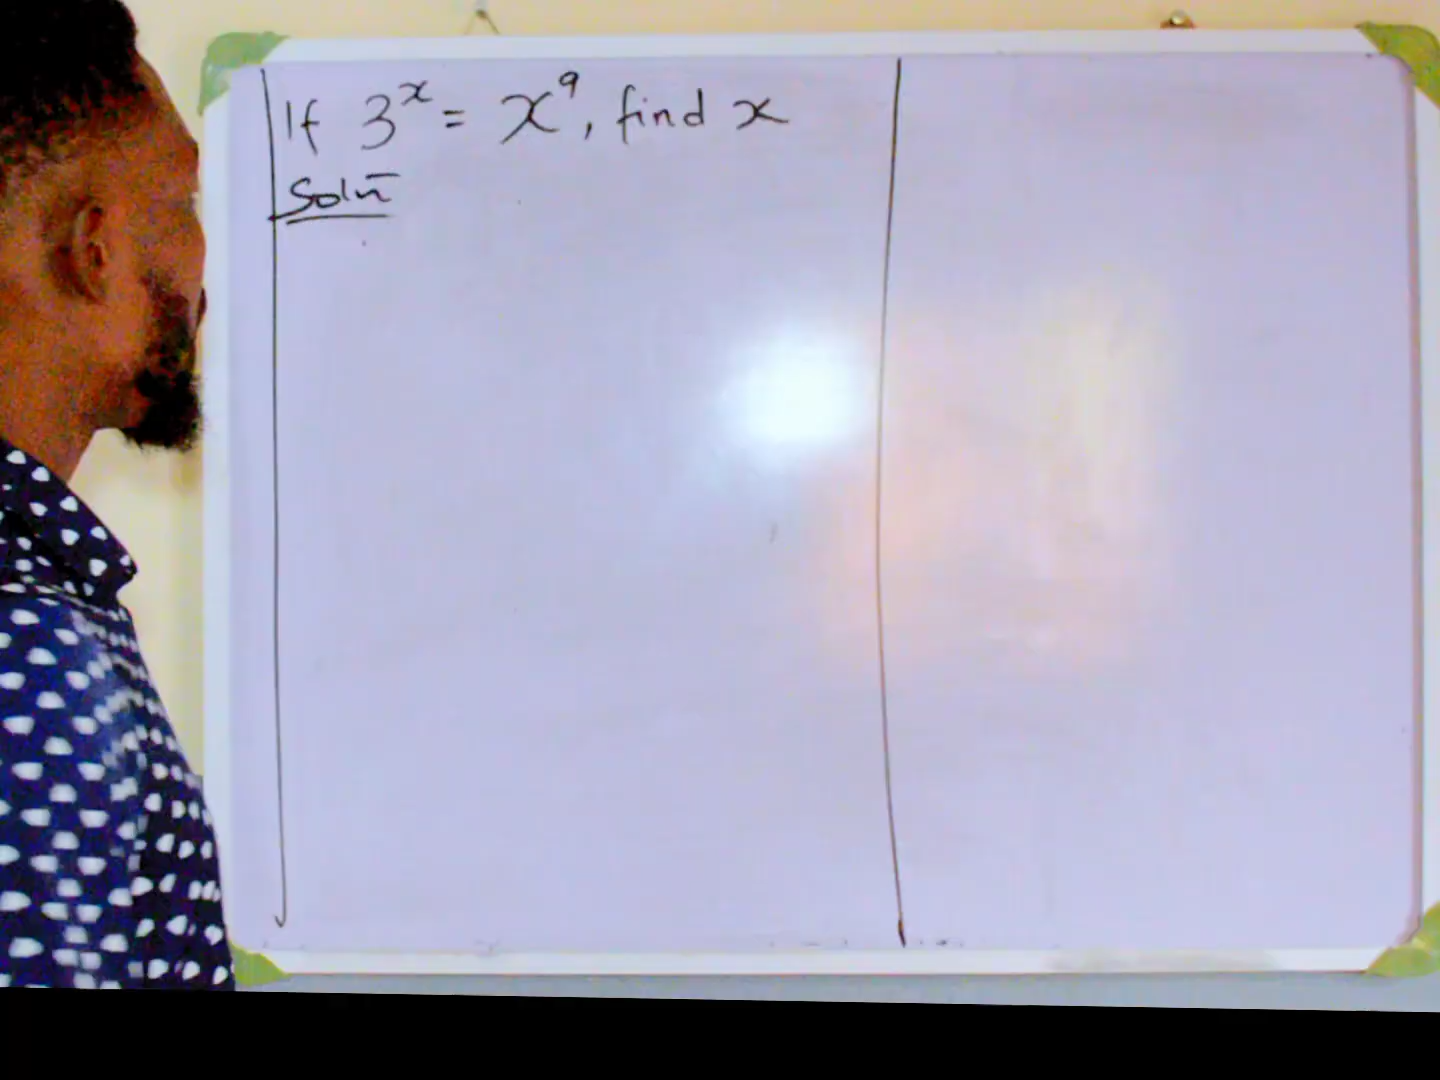 If 3^x = x^9, find x
Soln̄